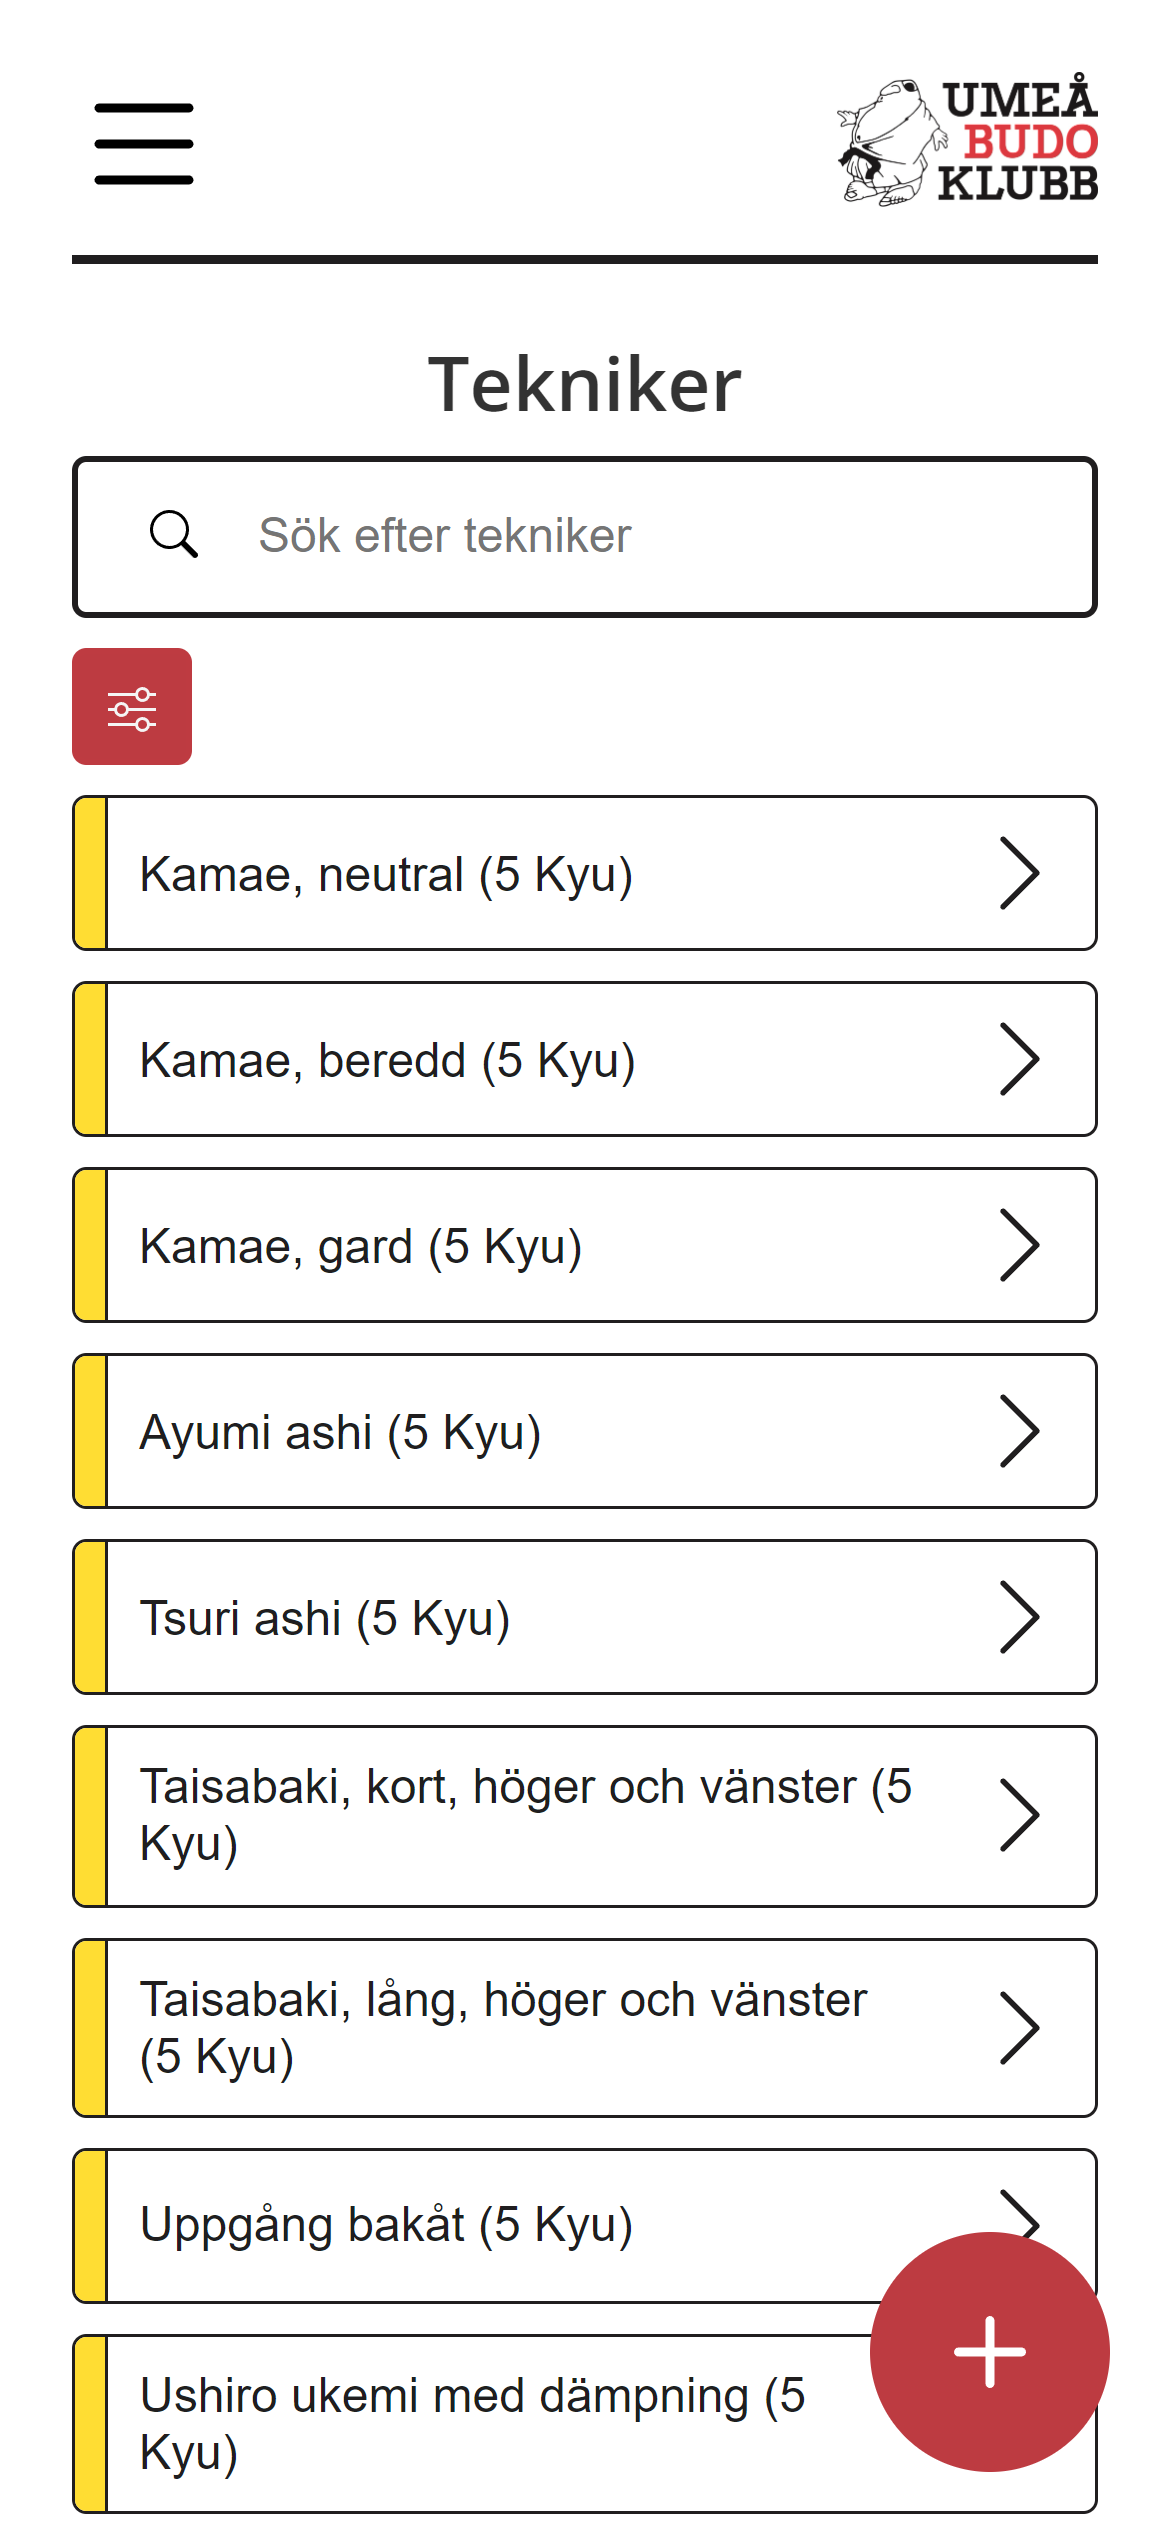 UMEÅ
BUDO
KLUBB
Tekniker
Sök efter tekniker
Kamae, neutral (5 Kyu)
Kamae, beredd (5 Kyu)
Kamae, gard (5 Kyu)
Ayumi ashi (5 Kyu)
Tsuri ashi (5 Kyu)
Taisabaki, kort, höger och vänster (5
Kyu)
Taisabaki, lång, höger och vänster
(5 Kyu)
Uppgång bakåt (5 Kyu)
Ushiro ukemi med dämpning (5
Kyu)